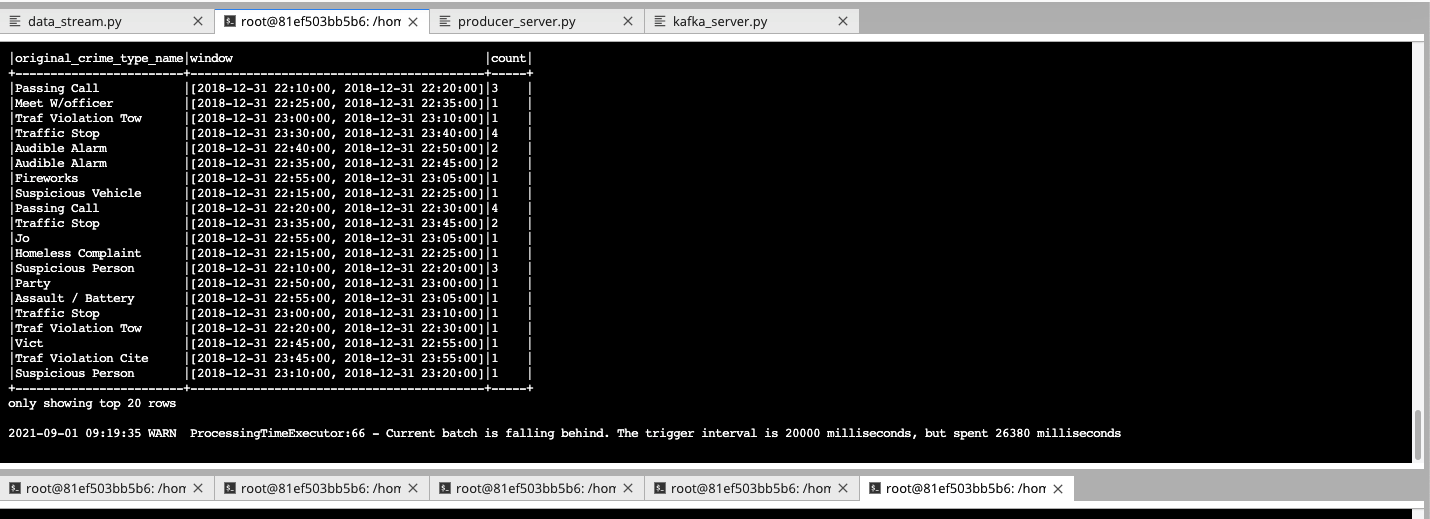 data_stream.py root@81ef503bb5b6: /hom producer_server.py kafka_server.py
|original_crime_type_name|window |count|
+------------------------+------------------------------------------+-----+
|Passing Call |[2018-12-31 22:10:00, 2018-12-31 22:20:00]|3 |
|Meet W/officer |[2018-12-31 22:25:00, 2018-12-31 22:35:00]|1 |
|Traf Violation Tow |[2018-12-31 23:00:00, 2018-12-31 23:10:00]|1 |
|Traffic Stop |[2018-12-31 23:30:00, 2018-12-31 23:40:00]|4 |
|Audible Alarm |[2018-12-31 22:40:00, 2018-12-31 22:50:00]|2 |
|Audible Alarm |[2018-12-31 22:35:00, 2018-12-31 22:45:00]|2 |
|Fireworks |[2018-12-31 22:55:00, 2018-12-31 23:05:00]|1 |
|Suspicious Vehicle |[2018-12-31 22:15:00, 2018-12-31 22:25:00]|1 |
|Passing Call |[2018-12-31 22:20:00, 2018-12-31 22:30:00]|4 |
|Traffic Stop |[2018-12-31 23:35:00, 2018-12-31 23:45:00]|2 |
|Jo |[2018-12-31 22:55:00, 2018-12-31 23:05:00]|1 |
|Homeless Complaint |[2018-12-31 22:15:00, 2018-12-31 22:25:00]|1 |
|Suspicious Person |[2018-12-31 22:10:00, 2018-12-31 22:20:00]|3 |
|Party |[2018-12-31 22:50:00, 2018-12-31 23:00:00]|1 |
|Assault / Battery |[2018-12-31 22:55:00, 2018-12-31 23:05:00]|1 |
|Traffic Stop |[2018-12-31 23:00:00, 2018-12-31 23:10:00]|1 |
|Traf Violation Tow |[2018-12-31 22:20:00, 2018-12-31 22:30:00]|1 |
|Vict |[2018-12-31 22:45:00, 2018-12-31 22:55:00]|1 |
|Traf Violation Cite |[2018-12-31 23:45:00, 2018-12-31 23:55:00]|1 |
|Suspicious Person |[2018-12-31 23:10:00, 2018-12-31 23:20:00]|1 |
+------------------------+------------------------------------------+-----+
only showing top 20 rows
2021-09-01 09:19:35 WARN ProcessingTimeExecutor:66 - Current batch is falling behind. The trigger interval is 20000 milliseconds, but spent 26380 milliseconds
root@81ef503bb5b6: /hom root@81ef503bb5b6: /hom root@81ef503bb5b6: /hom root@81ef503bb5b6: /hom root@81ef503bb5b6: /hom